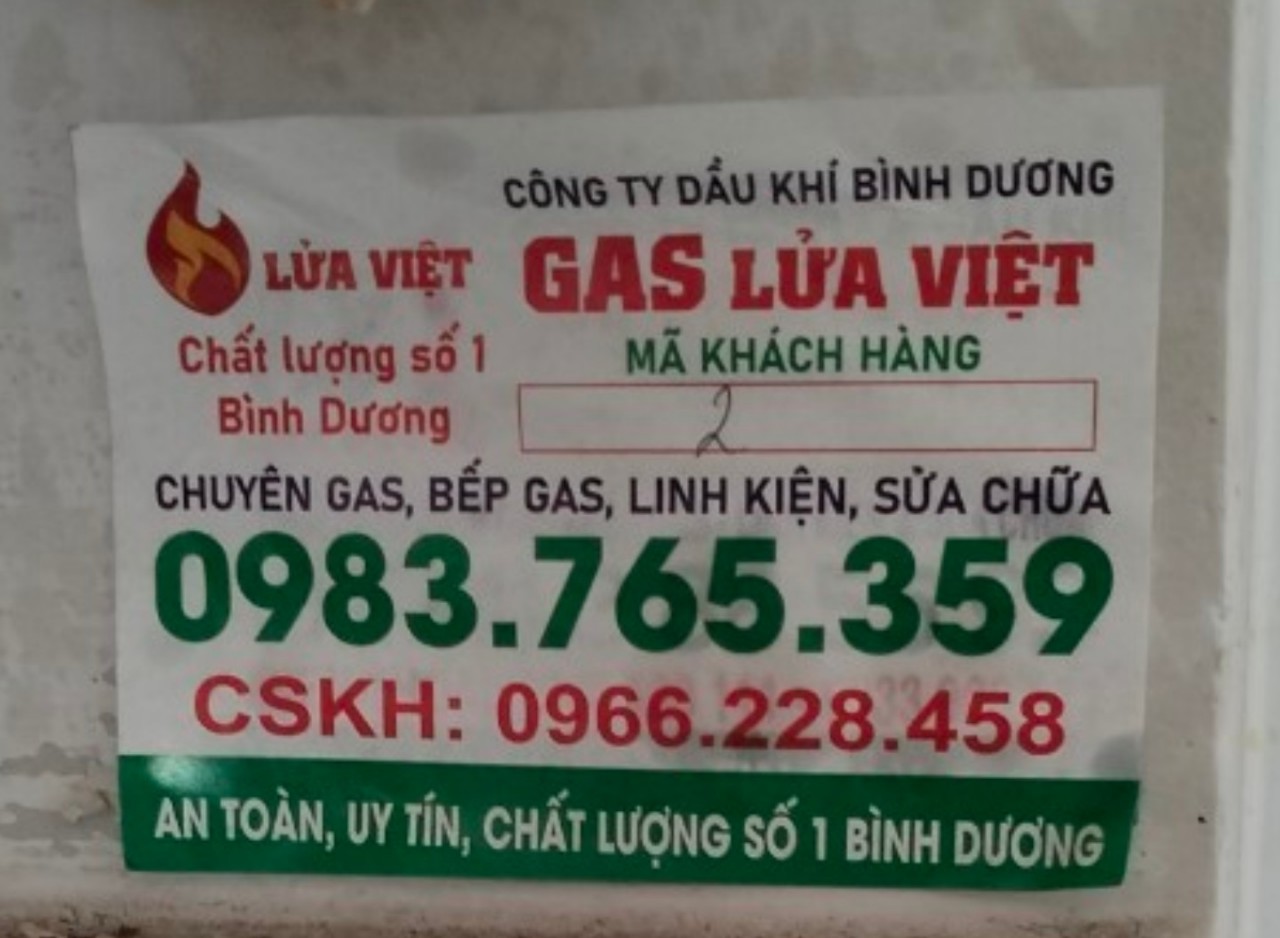 CÔNG TY DẦU KHÍ BÌNH DƯƠNG
LỬA VIỆT
GAS LỬA VIỆT
Chất lượng số 1
Bình Dương
MÃ KHÁCH HÀNG
2
CHUYÊN GAS, BẾP GAS, LINH KIỆN, SỬA CHỮA
0983.765.359
CSKH: 0966.228.458
AN TOÀN, UY TÍN, CHẤT LƯỢNG SỐ 1 BÌNH DƯƠNG